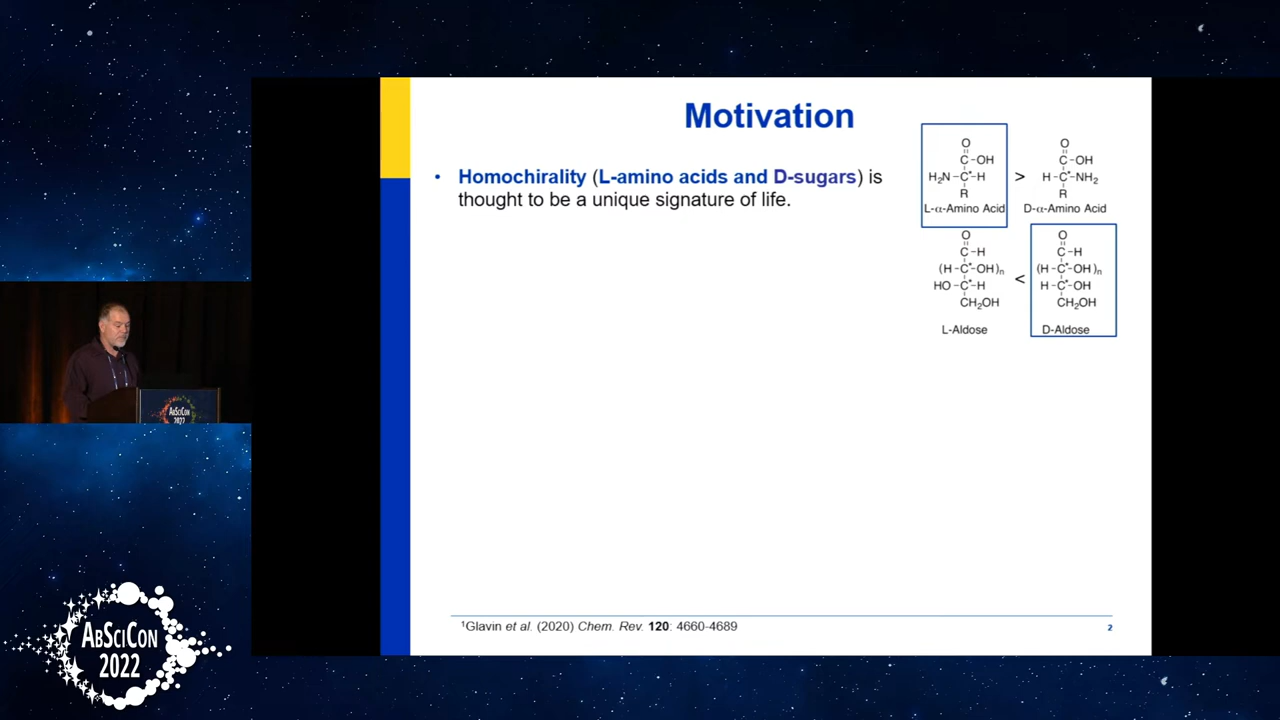 Motivation
• Homochirality (L-amino acids and D-sugars) is
thought to be a unique signature of life.
O
C-OH
H₂N-C*-H
R
L-α-Amino Acid
>
O
C-OH
H-C*-NH₂
R
D-α-Amino Acid
O
C-H
(H-C*-OH)n
HO-C*-H
CH₂OH
L-Aldose
<
O
C-H
(H-C*-OH)n
H-C*-OH
CH₂OH
D-Aldose
¹Glavin et al. (2020) Chem. Rev. 120: 4660-4689
2
AbSciCon
2022
AbSciCon
2022